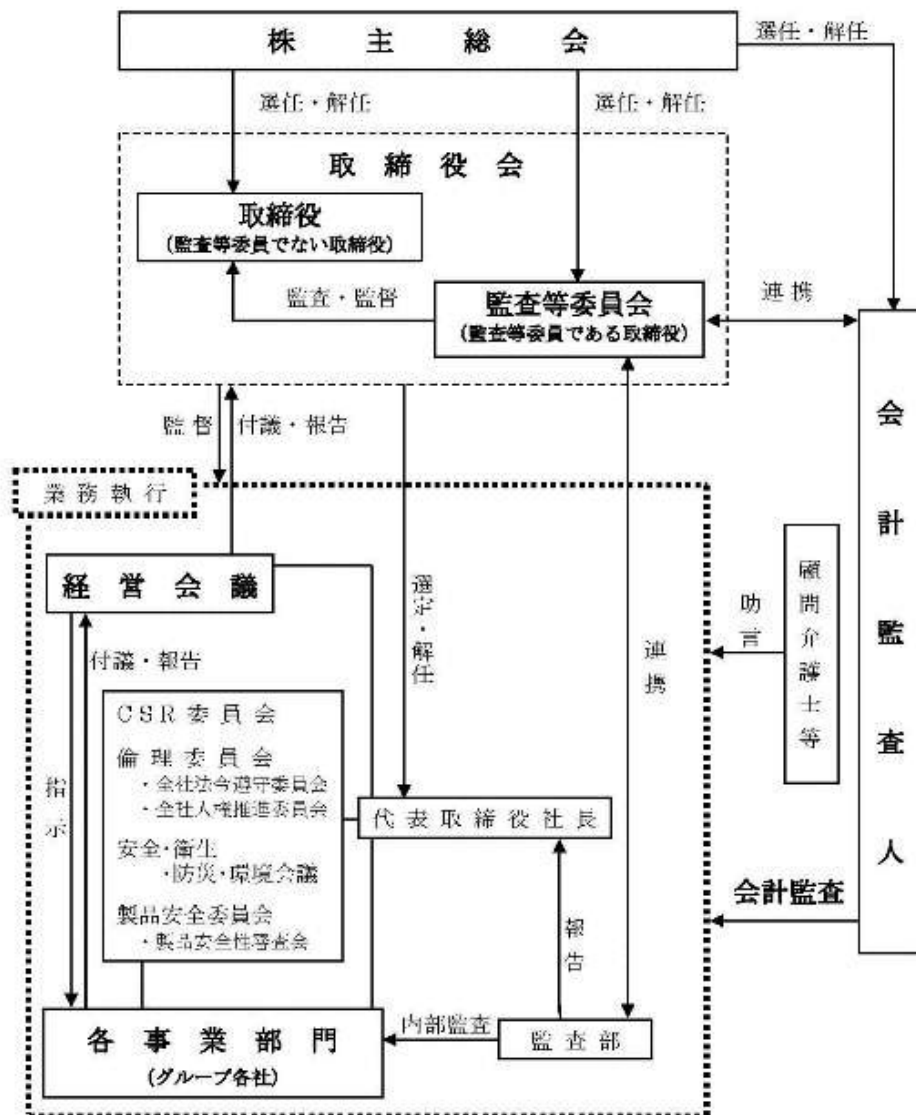 株主総会
選任・解任
選任・解任
選任・解任
取締役会
取締役
(監査等委員でない取締役)
監査・監督
監査等委員会
(監査等委員である取締役)
連携
会計監査人
監督
付議・報告
業務執行
経営会議
選定・解任
連携
助言
顧問介護士等
付議・報告
指示
CSR委員会
倫理委員会
・全社法令遵守委員会
・全社人権推進委員会
安全・衛生
・防災・環境会議
製品安全委員会
・製品安全性審査会
代表取締役社長
会計監査
報告
各事業部門
(グループ各社)
内部監査
監査部